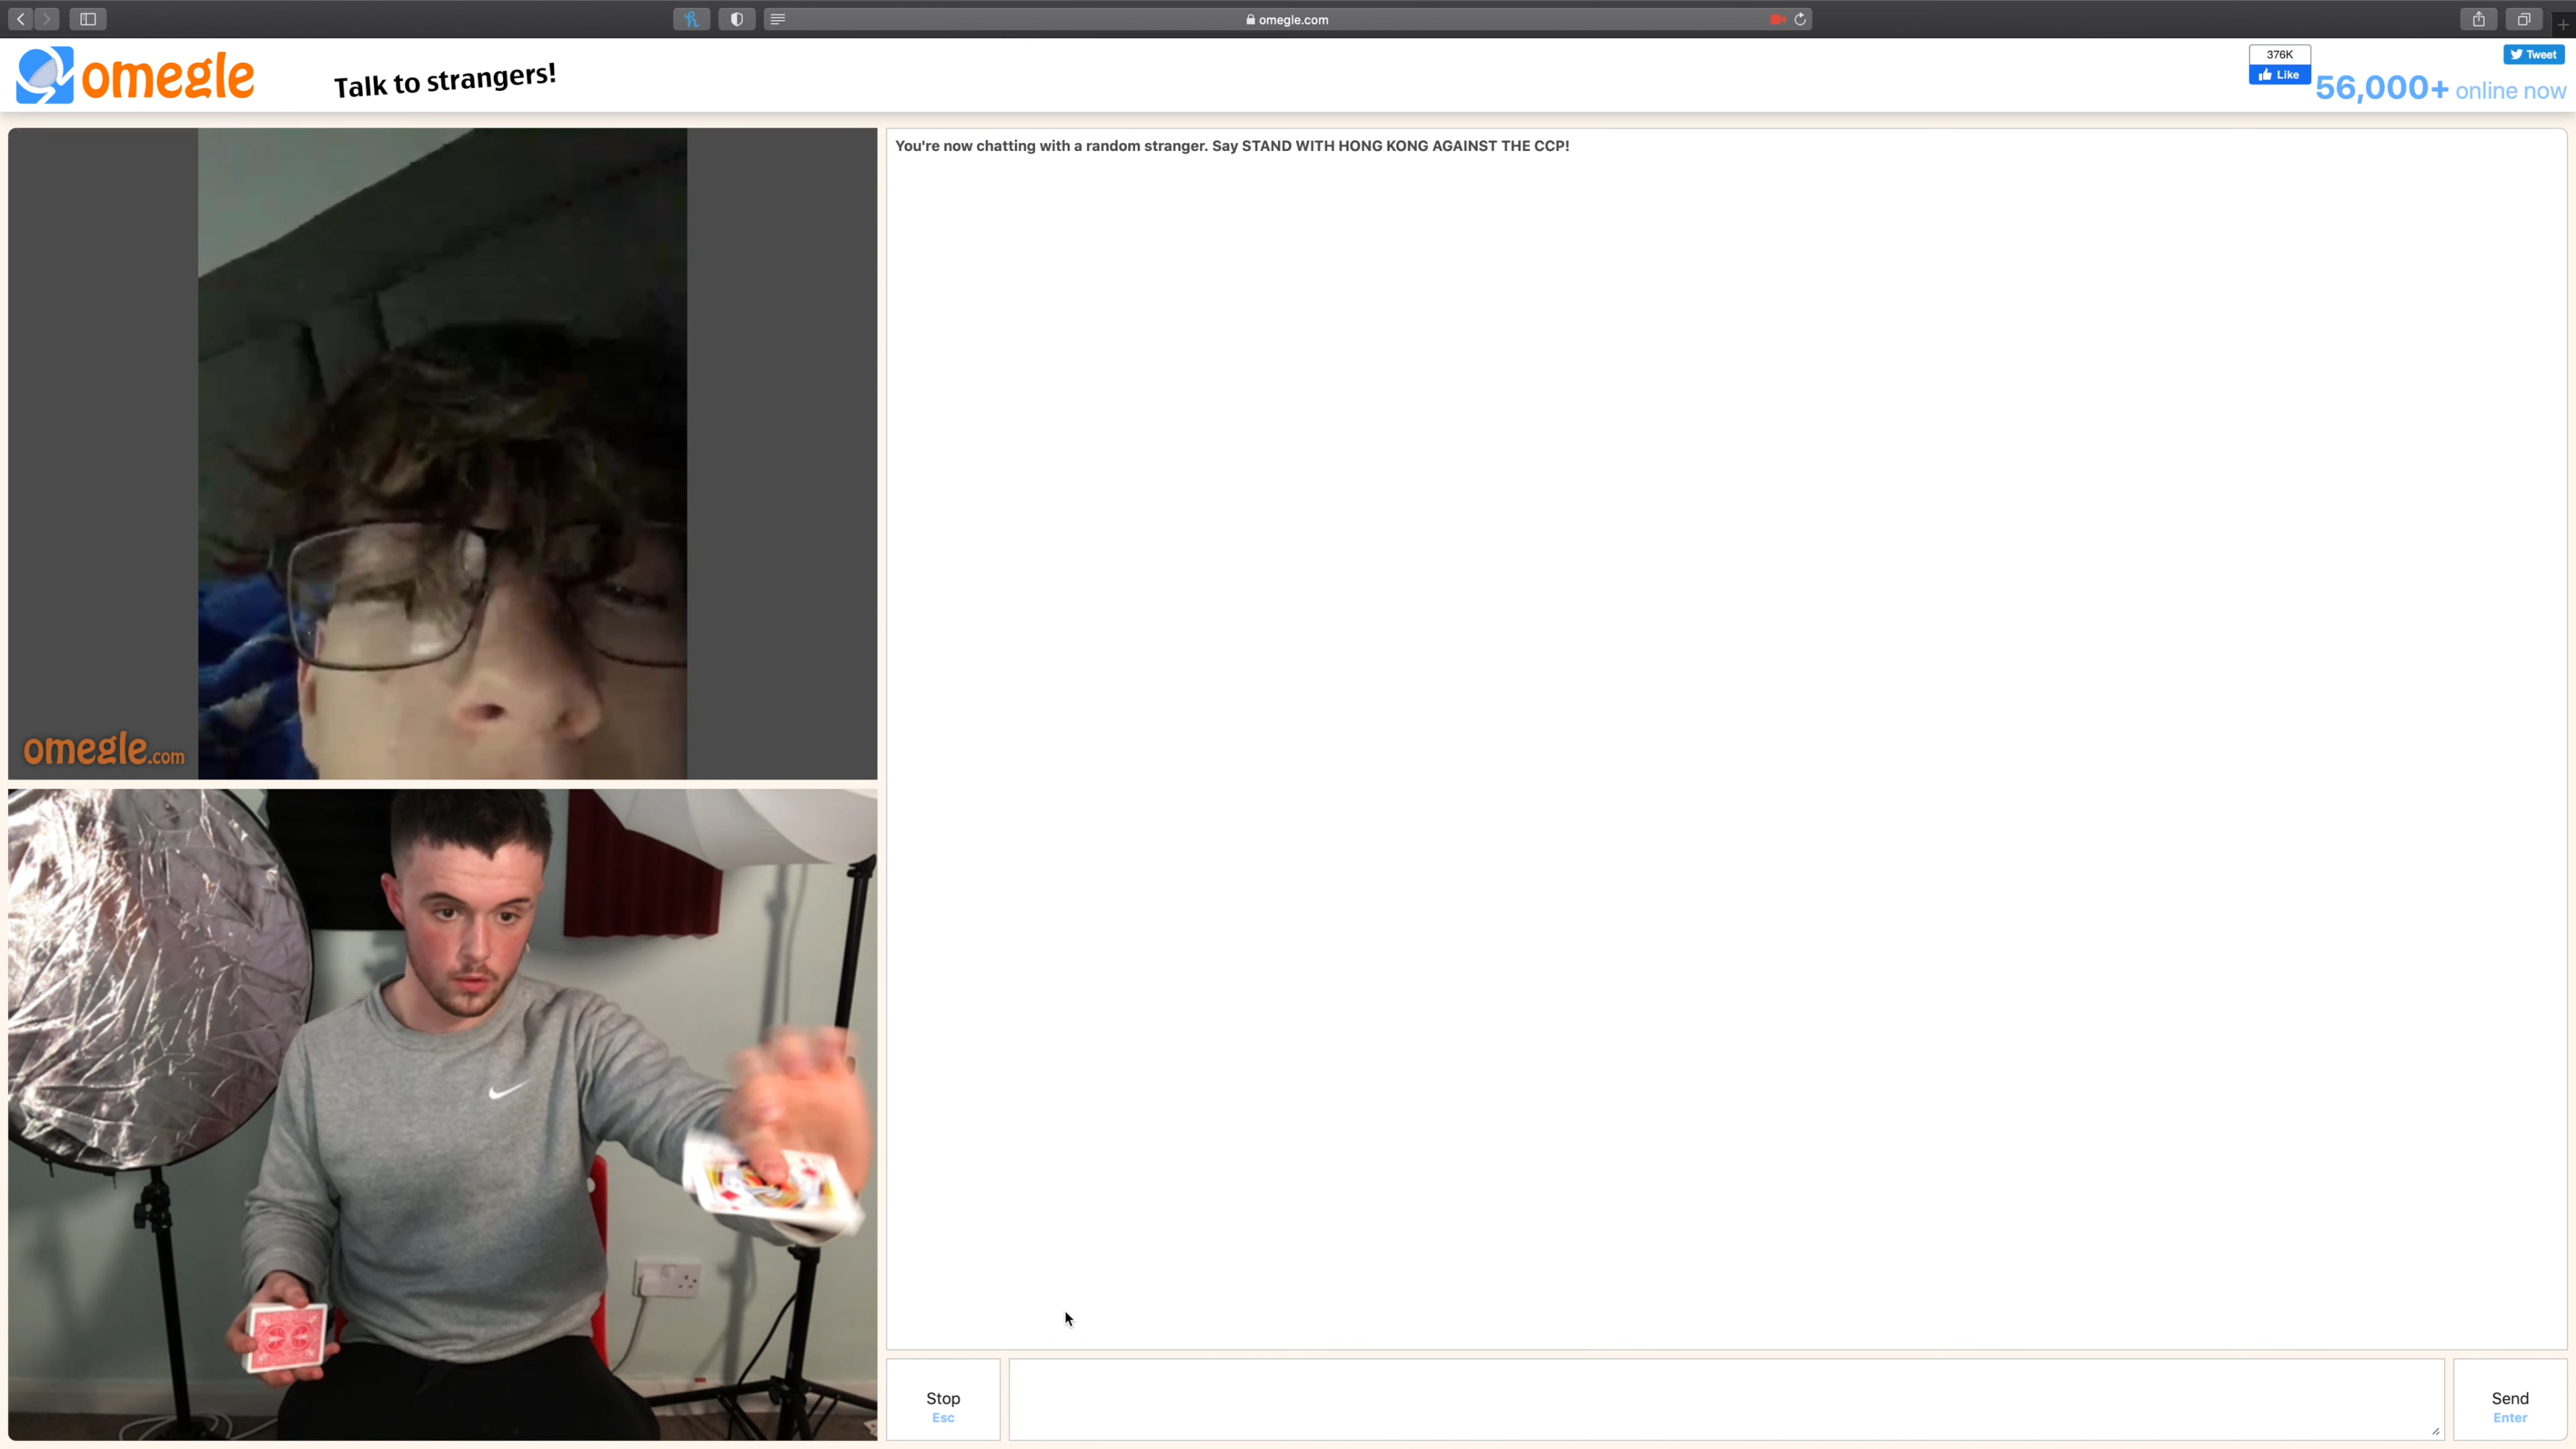 omegle.com
omegle
Talk to strangers!
376K
Like
Tweet
56,000+ online now
You're now chatting with a random stranger. Say STAND WITH HONG KONG AGAINST THE CCP!
omegle.com
Stop
Esc
Send
Enter